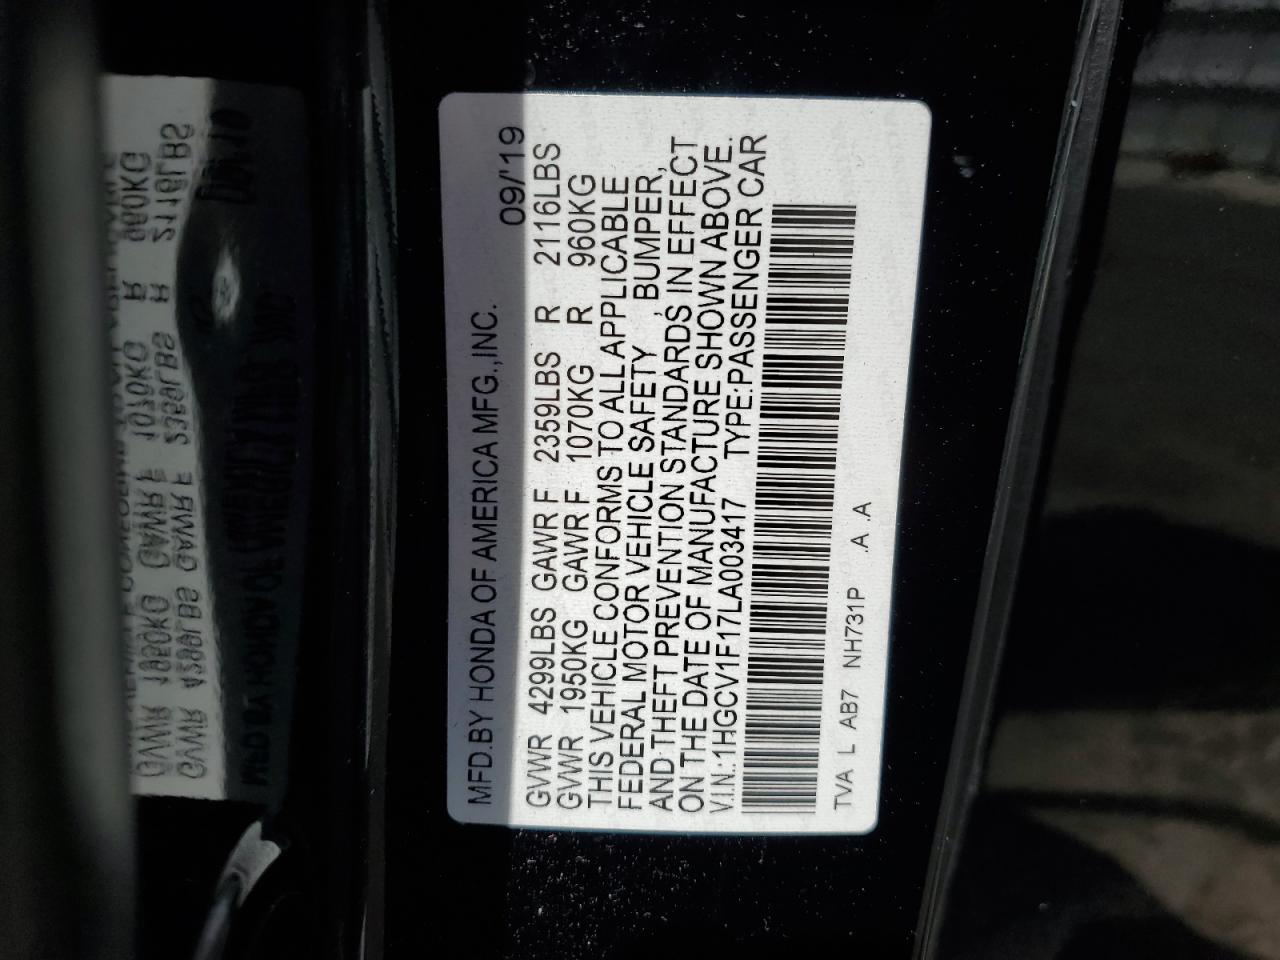 MFD.BY HONDA OF AMERICA MFG.,INC. 09/'19
GVWR 4299LBS GAWR F 2359LBS R 2116LBS
GVWR 1950KG GAWR F 1070KG R 960KG
THIS VEHICLE CONFORMS TO ALL APPLICABLE
FEDERAL MOTOR VEHICLE SAFETY, BUMPER,
AND THEFT PREVENTION STANDARDS IN EFFECT
ON THE DATE OF MANUFACTURE SHOWN ABOVE.
V.I.N.:1HGCV1F17LA003417 TYPE:PASSENGER CAR
TVA L AB7 NH731P .A .A